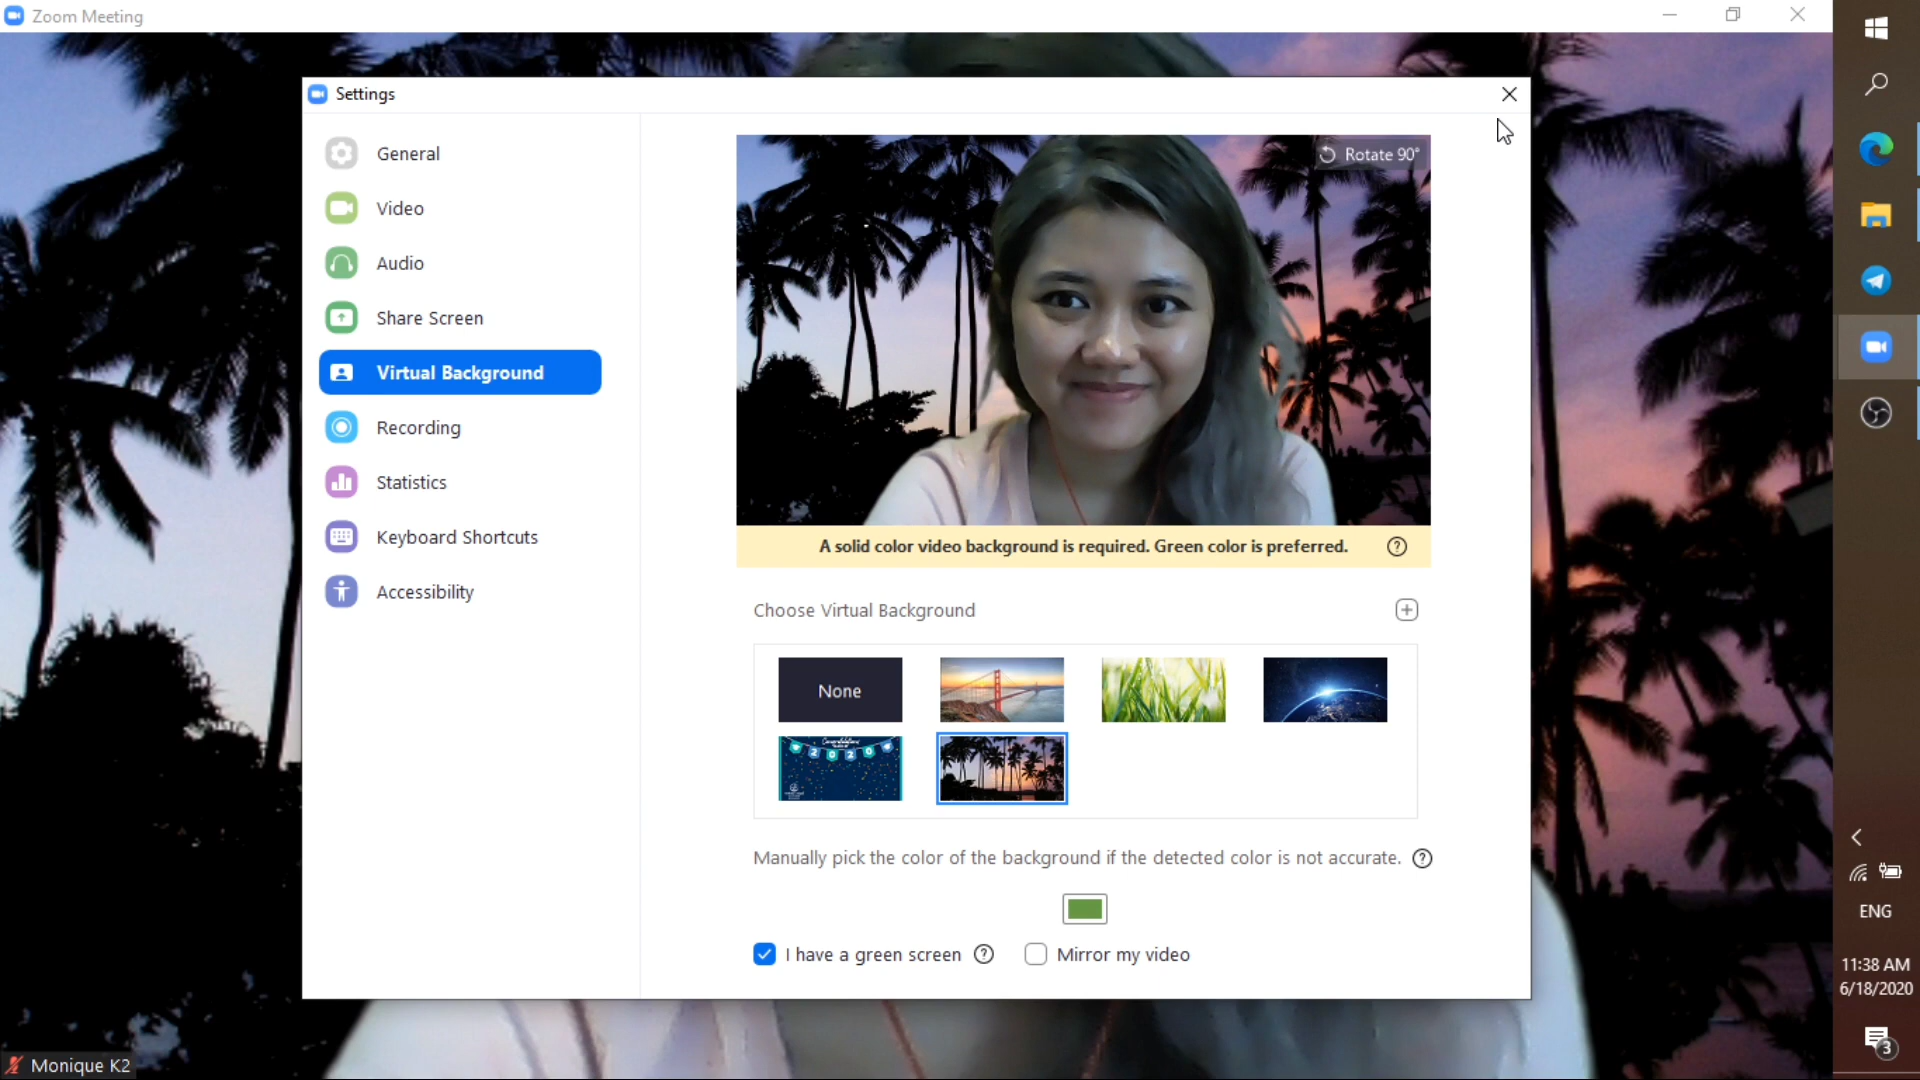 Zoom Meeting
Settings
General
Video
Audio
Share Screen
Virtual Background
Recording
Statistics
Keyboard Shortcuts
Accessibility
Rotate 90°
A solid color video background is required. Green color is preferred.
Choose Virtual Background
None
2020
Manually pick the color of the background if the detected color is not accurate.
I have a green screen
Mirror my video
Monique K2
ENG
11:38 AM
6/18/2020
3